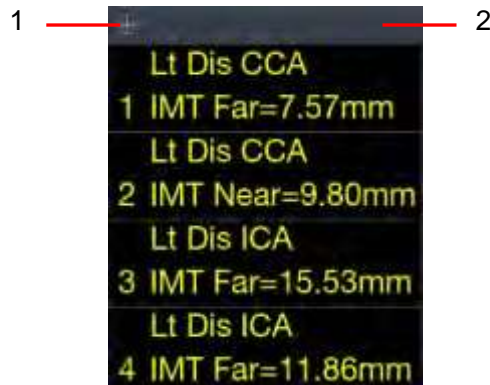 1 2
Lt Dis CCA
1 IMT Far=7.57mm
Lt Dis CCA
2 IMT Near=9.80mm
Lt Dis ICA
3 IMT Far=15.53mm
Lt Dis ICA
4 IMT Far=11.86mm